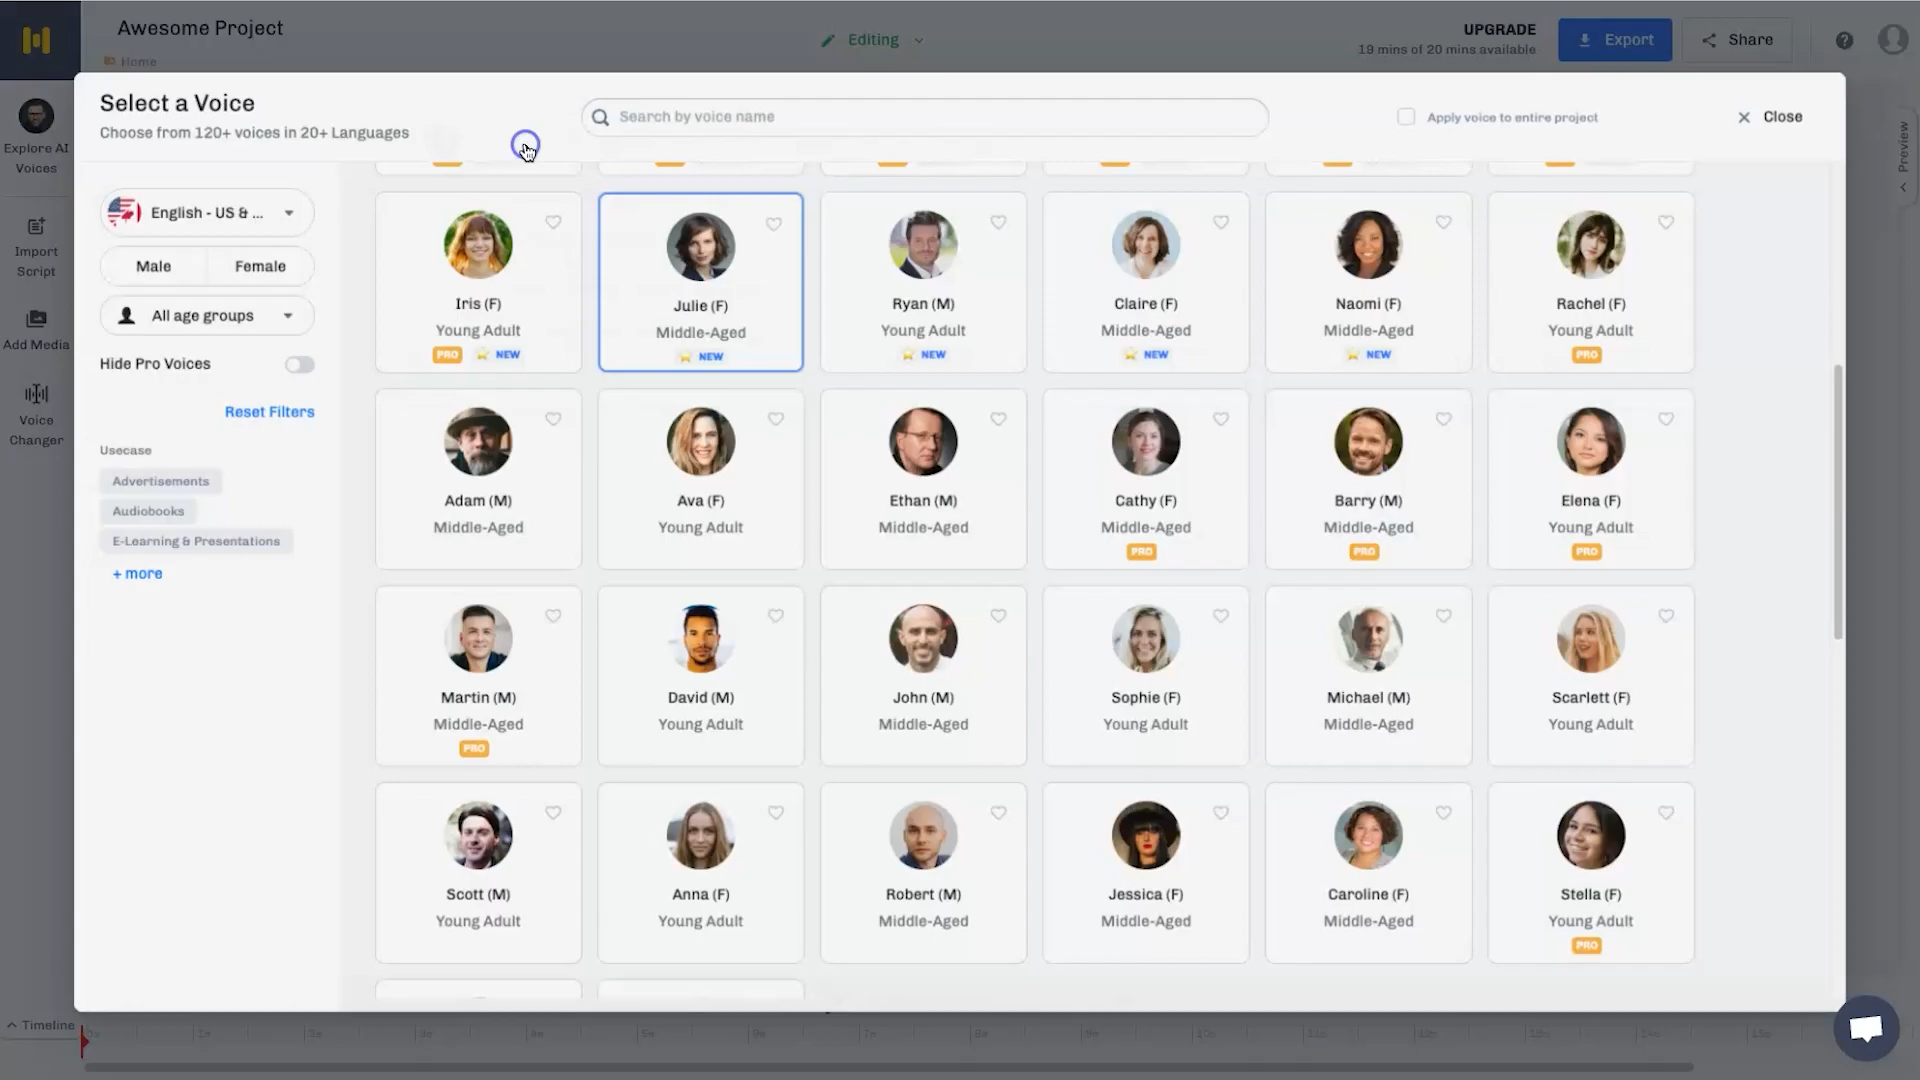 Awesome Project
Home
Editing
UPGRADE
19 mins of 20 mins available
Export
Share
Explore AI
Voices
Import
Script
Add Media
Voice
Changer
Preview
Select a Voice
Choose from 120+ voices in 20+ Languages
Search by voice name
Apply voice to entire project
Close
English - US & ...
Male
Female
All age groups
Hide Pro Voices
Reset Filters
Usecase
Advertisements
Audiobooks
E-Learning & Presentations
+ more
Iris (F)
Young Adult
PRO NEW
Julie (F)
Middle-Aged
NEW
Ryan (M)
Young Adult
NEW
Claire (F)
Middle-Aged
NEW
Naomi (F)
Middle-Aged
NEW
Rachel (F)
Young Adult
PRO
Adam (M)
Middle-Aged
Ava (F)
Young Adult
Ethan (M)
Middle-Aged
Cathy (F)
Middle-Aged
PRO
Barry (M)
Middle-Aged
PRO
Elena (F)
Young Adult
PRO
Martin (M)
Middle-Aged
PRO
David (M)
Young Adult
John (M)
Middle-Aged
Sophie (F)
Young Adult
Michael (M)
Middle-Aged
Scarlett (F)
Young Adult
Scott (M)
Young Adult
Anna (F)
Young Adult
Robert (M)
Middle-Aged
Jessica (F)
Middle-Aged
Caroline (F)
Middle-Aged
Stella (F)
Young Adult
PRO
Timeline